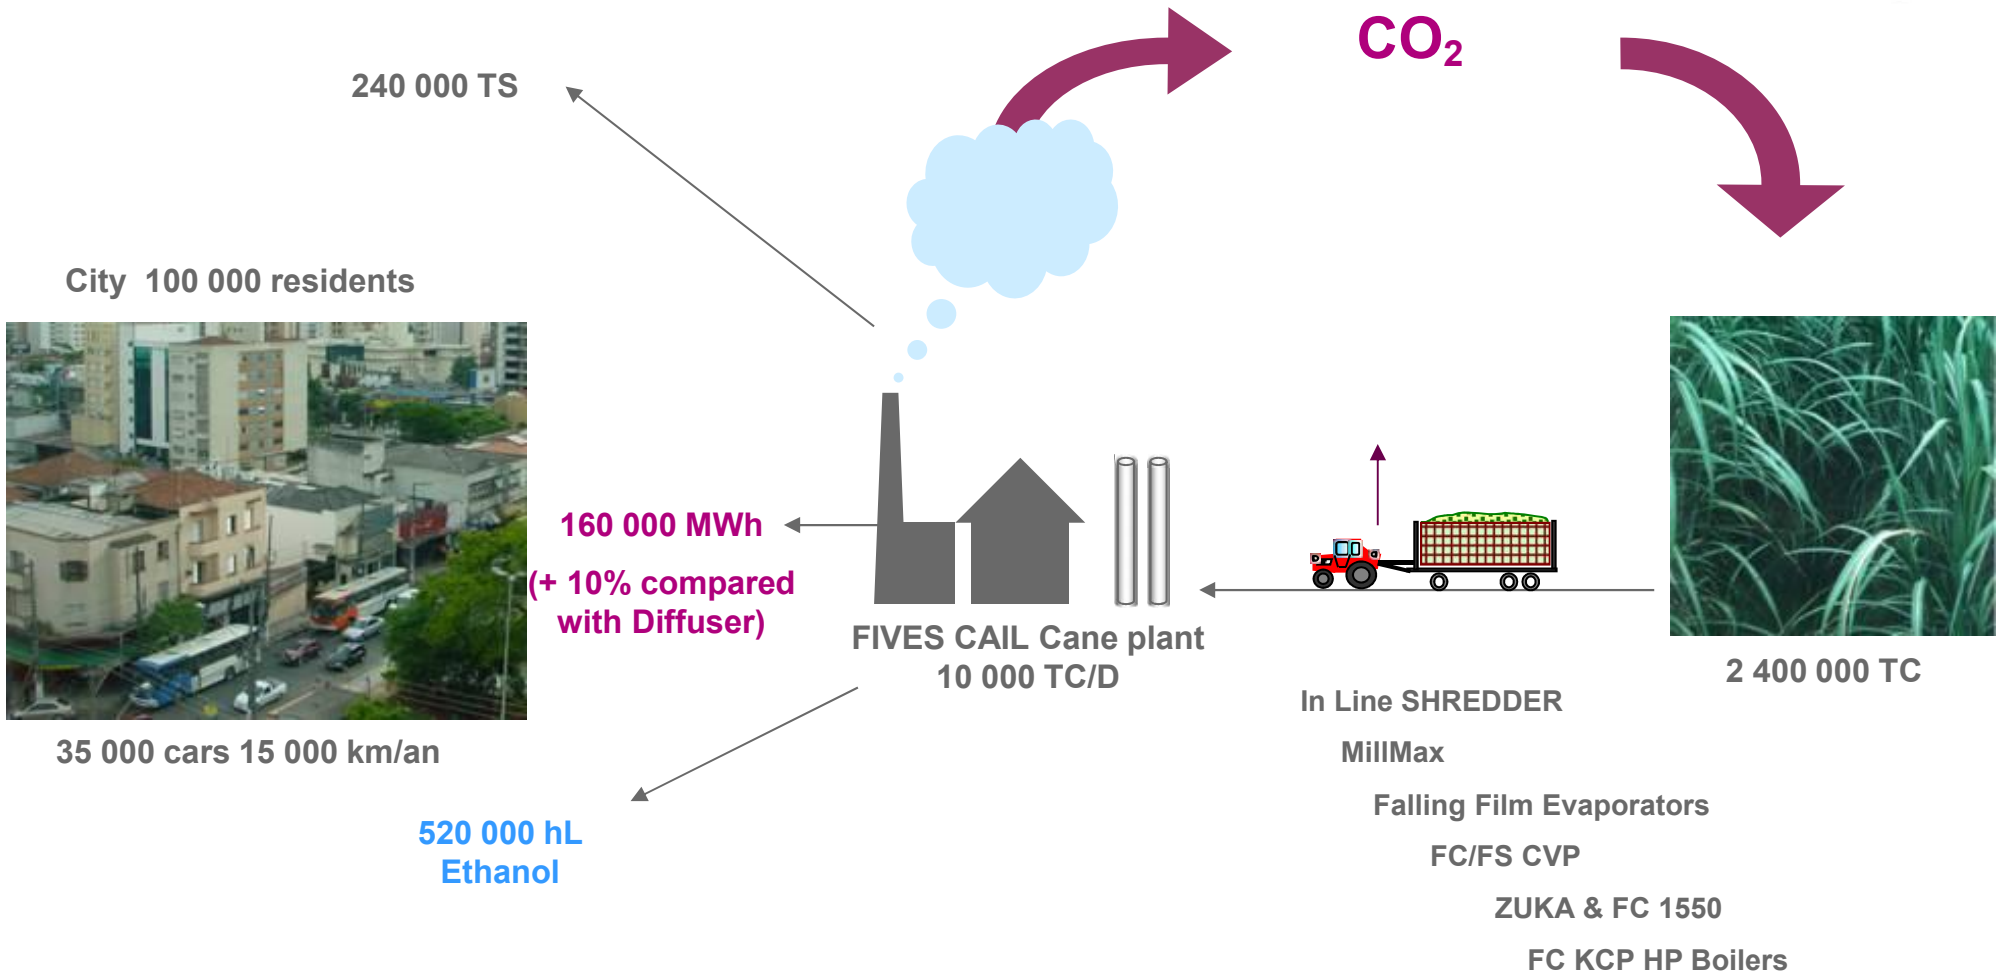 CO₂
240 000 TS
City 100 000 residents
160 000 MWh
(+ 10% compared
with Diffuser)
FIVES CAIL Cane plant
10 000 TC/D
2 400 000 TC
35 000 cars 15 000 km/an
520 000 hL
Ethanol
In Line SHREDDER
MillMax
Falling Film Evaporators
FC/FS CVP
ZUKA & FC 1550
FC KCP HP Boilers